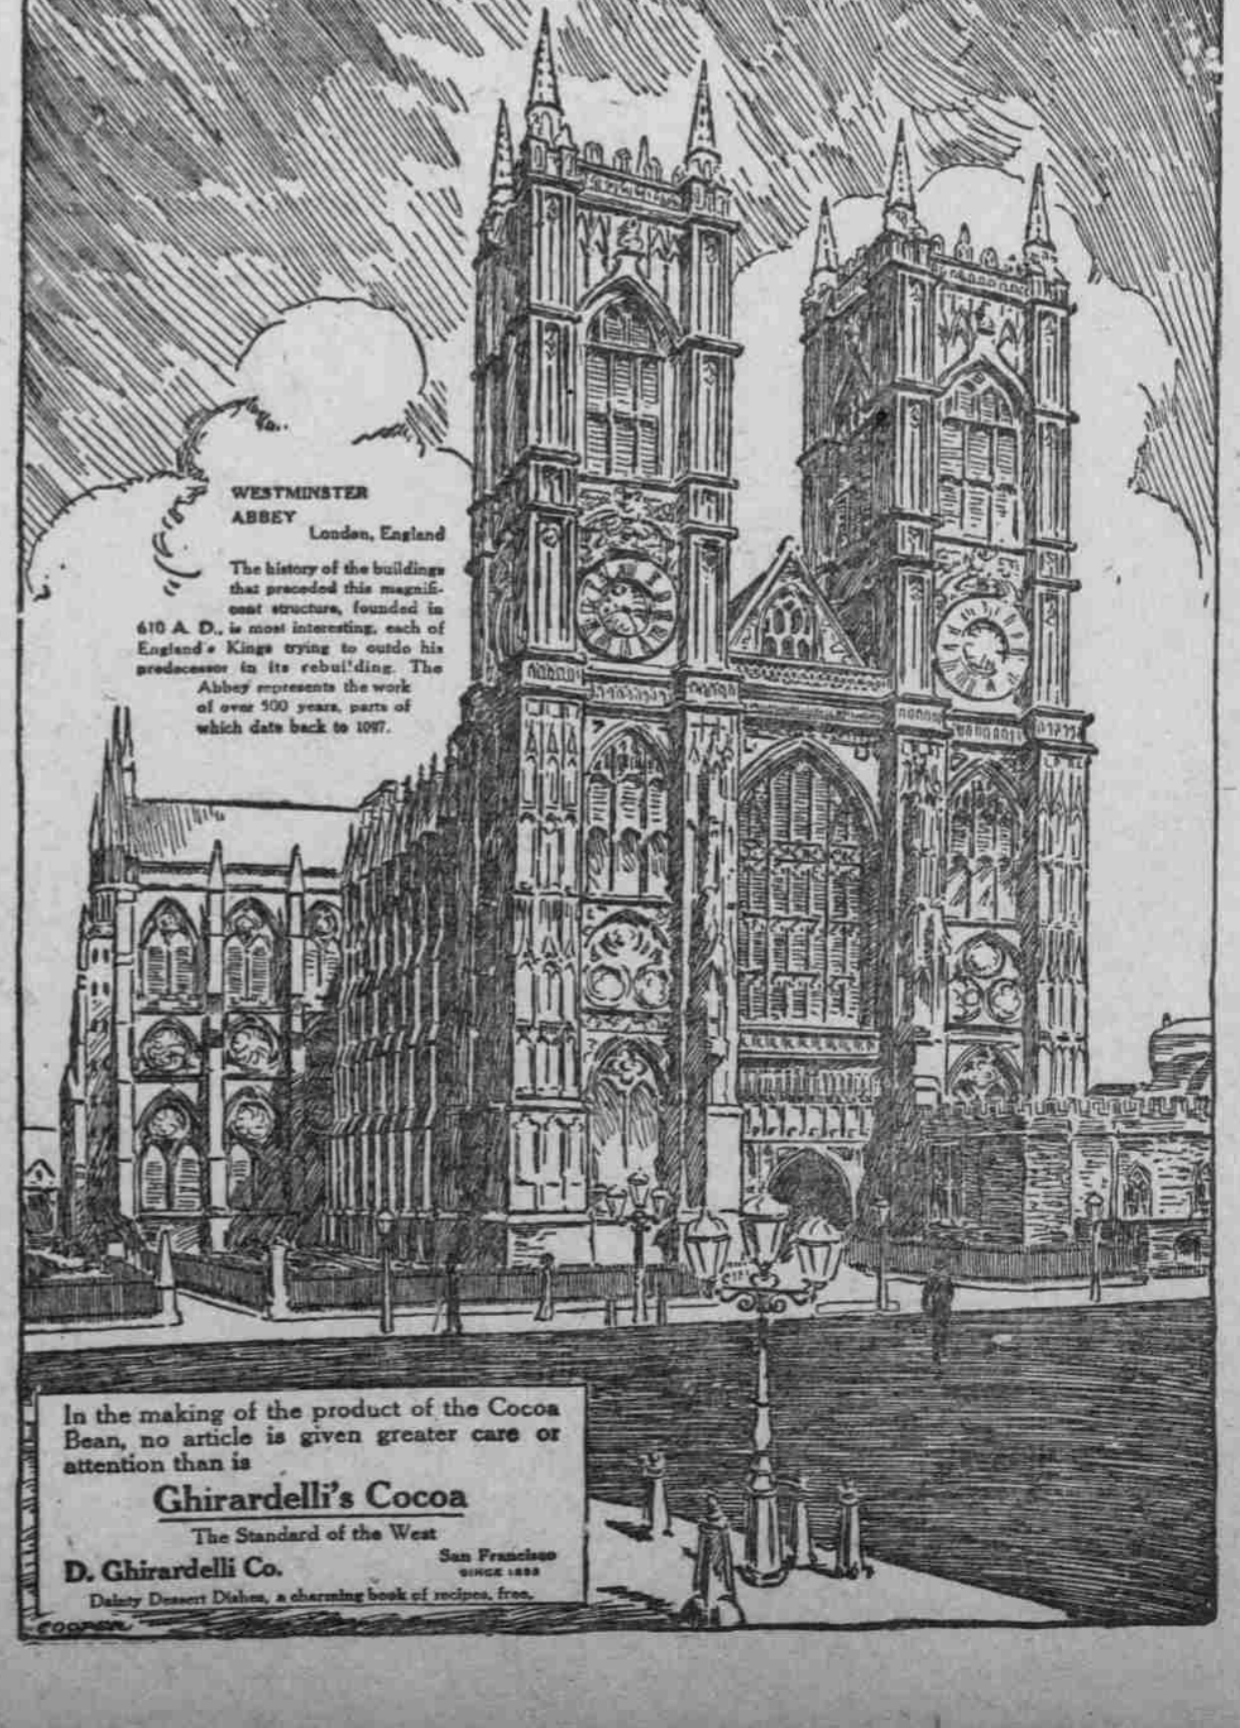 WESTMINSTER
ABBEY
London, England
The history of the buildings
that preceded this magnifi-
cent structure, founded in
610 A. D., is most interesting, each of
England's Kings trying to outdo his
predecessor in its rebuilding. The
Abbey represents the work
of over 500 years, parts of
which date back to
In the making of the product of the Cocoa
Bean, no article is given greater care or
attention than is
Ghirardelli's Cocoa
The Standard of the West
D. Ghirardelli Co.
San Francisco
SINCE
Dainty Dessert Dishes, a charming book of recipes, free.
COOPER